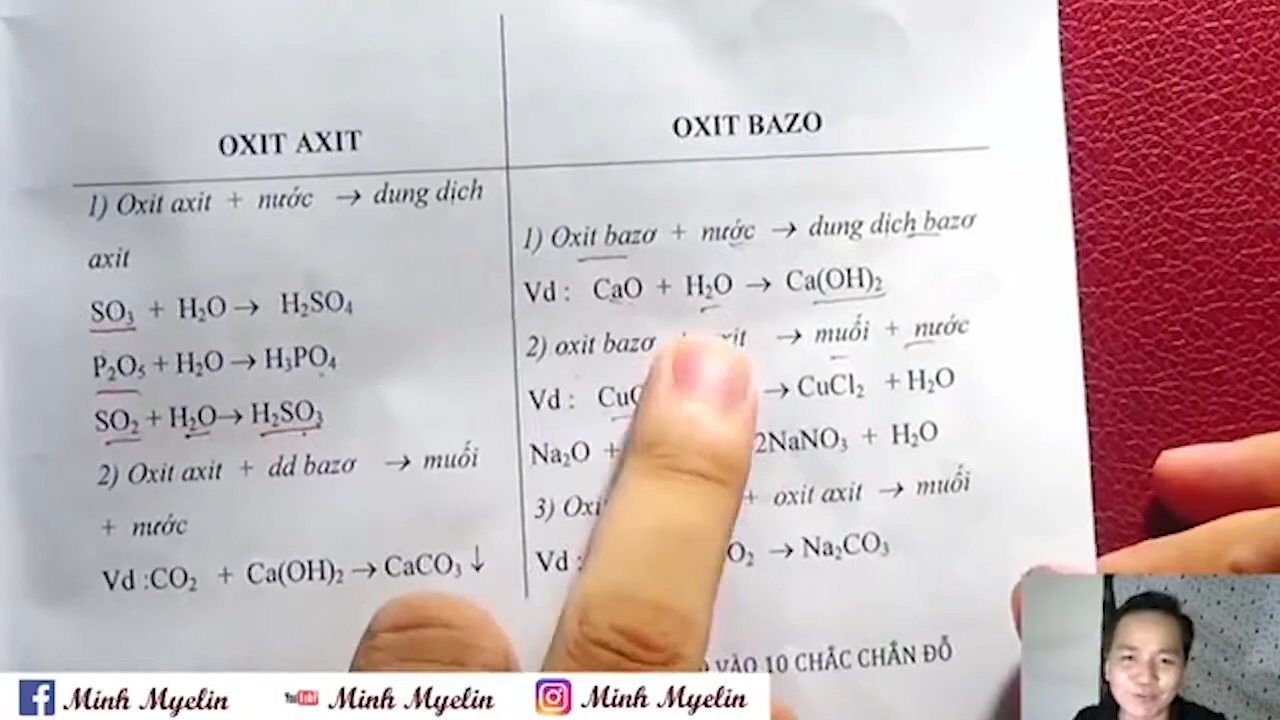 OXIT AXIT
1) Oxit axit + nước → dung dịch
axit
SO₃ + H₂O → H₂SO₄
P₂O₅ + H₂O → H₃PO₄
SO₂ + H₂O → H₂SO₃
2) Oxit axit + dd bazơ → muối
+ nước
Vd :CO₂ + Ca(OH)₂ → CaCO₃ ↓
OXIT BAZO
1) Oxit bazơ + nước → dung dịch bazơ
Vd : CaO + H₂O → Ca(OH)₂
2) oxit bazơ → muối + nước
Vd : → CuCl₂ + H₂O
Na₂O + 2NaNO₃ + H₂O
3) + oxit axit → muối
Vd : → Na₂CO₃
VÀO 10 CHẮC CHẮN ĐỖ
Minh Myelin
Minh Myelin
Minh Myelin